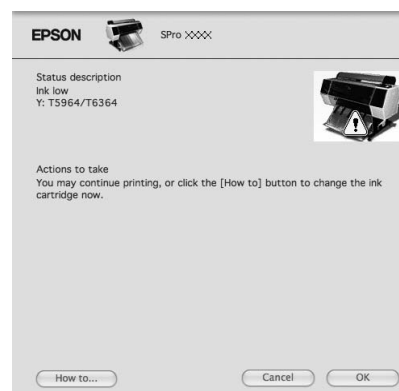 EPSON SPro XXXX
Status description
Ink low
Y: T5964/T6364
Actions to take
You may continue printing, or click the [How to] button to change the ink
cartridge now.
How to... Cancel OK